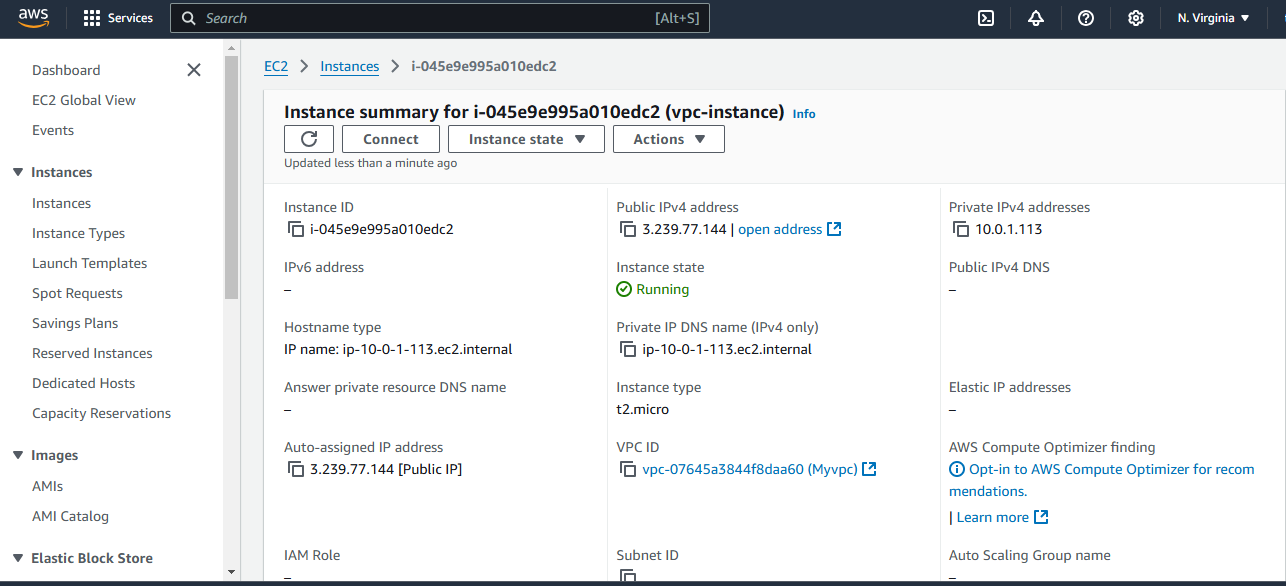 aws
Services
Search [Alt+S]
N. Virginia
Dashboard
EC2 Global View
Events
Instances
Instances
Instance Types
Launch Templates
Spot Requests
Savings Plans
Reserved Instances
Dedicated Hosts
Capacity Reservations
Images
AMIs
AMI Catalog
Elastic Block Store
EC2 > Instances > i-045e9e995a010edc2
Instance summary for i-045e9e995a010edc2 (vpc-instance) Info
Connect
Instance state
Actions
Updated less than a minute ago
Instance ID
i-045e9e995a010edc2
Public IPv4 address
3.239.77.144 | open address
Private IPv4 addresses
10.0.1.113
IPv6 address
–
Instance state
Running
Public IPv4 DNS
–
Hostname type
IP name: ip-10-0-1-113.ec2.internal
Private IP DNS name (IPv4 only)
ip-10-0-1-113.ec2.internal
Answer private resource DNS name
–
Instance type
t2.micro
Elastic IP addresses
–
Auto-assigned IP address
3.239.77.144 [Public IP]
VPC ID
vpc-07645a3844f8daa60 (Myvpc)
AWS Compute Optimizer finding
Opt-in to AWS Compute Optimizer for recom
mendations.
| Learn more
IAM Role
–
Subnet ID
Auto Scaling Group name
–